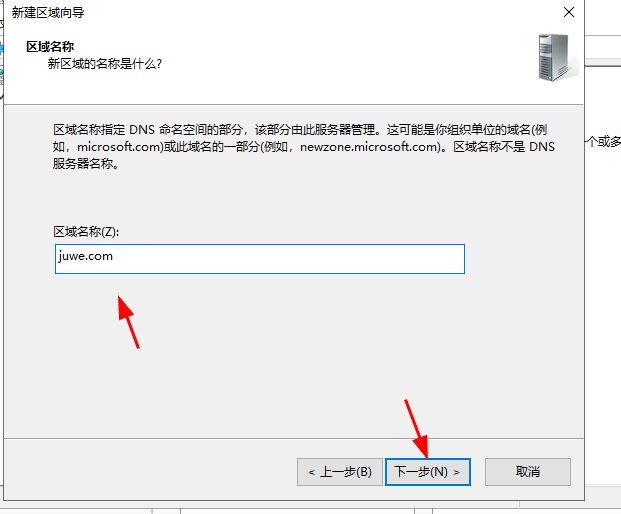 新建区域向导
区域名称
新区域的名称是什么?
区域名称指定 DNS 命名空间的部分，该部分由此服务器管理。这可能是你组织单位的域名(例
如，microsoft.com)或此域名的一部分(例如，newzone.microsoft.com)。区域名称不是 DNS
服务器名称。
个或多
区域名称(Z):
juwe.com
< 上一步(B)
下一步(N) >
取消